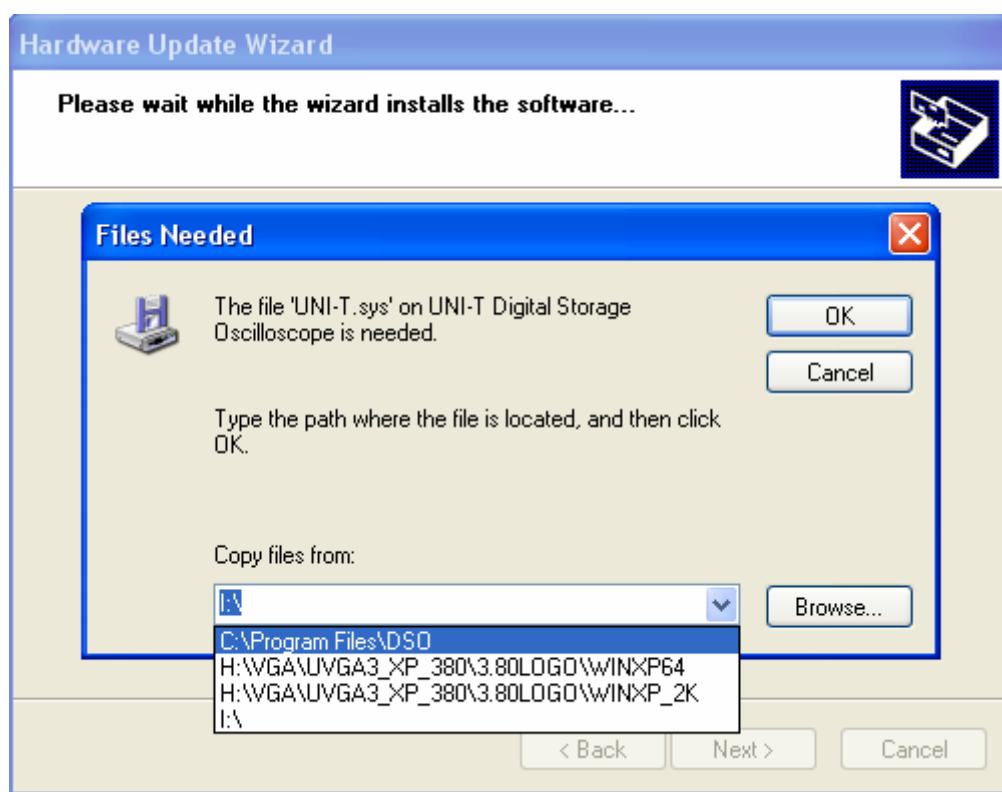 Hardware Update Wizard
Please wait while the wizard installs the software...
Files Needed
The file 'UNI-T.sys' on UNI-T Digital Storage
Oscilloscope is needed.
OK
Cancel
Type the path where the file is located, and then click
OK.
Copy files from:
I:\
Browse...
C:\Program Files\DSO
H:\VGA\UVGA3_XP_380\3.80LOGO\WINXP64
H:\VGA\UVGA3_XP_380\3.80LOGO\WINXP_2K
I:\
< Back
Next >
Cancel